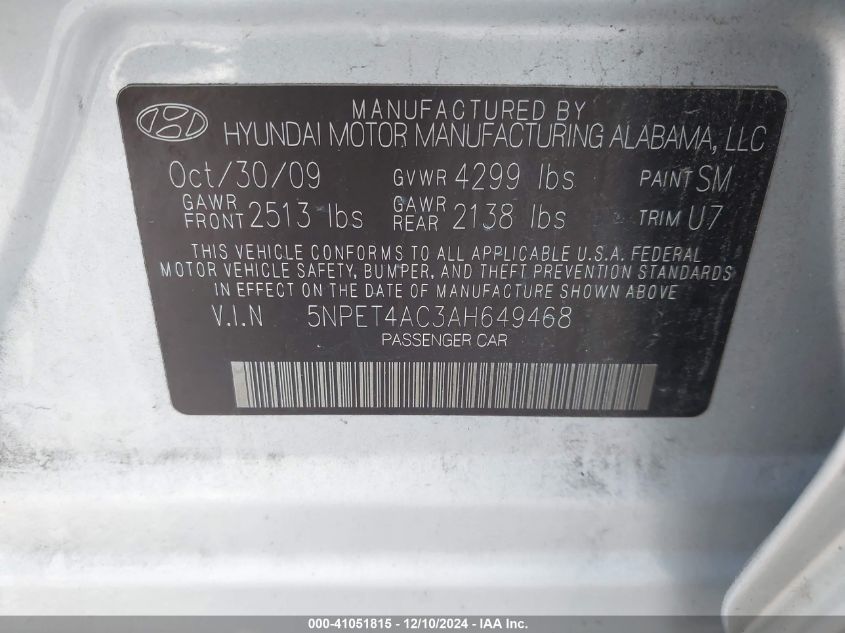 MANUFACTURED BY
HYUNDAI MOTOR MANUFACTURING ALABAMA, LLC
Oct/30/09 GVWR 4299 lbs PAINT SM
GAWR FRONT 2513 lbs GAWR REAR 2138 lbs TRIM U7
THIS VEHICLE CONFORMS TO ALL APPLICABLE U.S.A. FEDERAL
MOTOR VEHICLE SAFETY, BUMPER, AND THEFT PREVENTION STANDARDS
IN EFFECT ON THE DATE OF MANUFACTURE SHOWN ABOVE.
V.I.N 5NPET4AC3AH649468
PASSENGER CAR
000-41051815 - 12/10/2024 - IAA Inc.